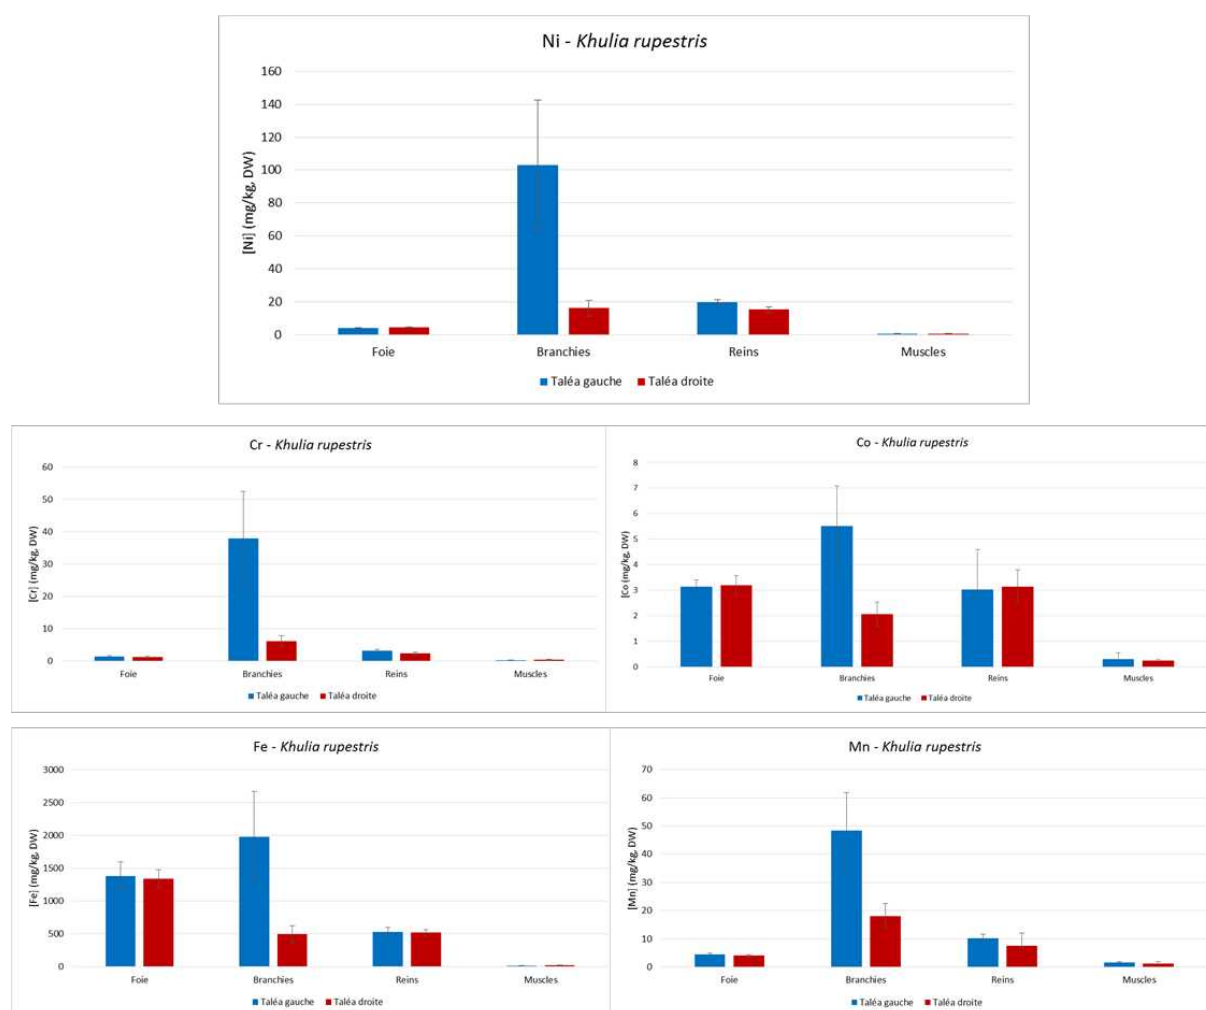 Ni - Khulia rupestris
[Ni] (mg/kg, DW)
160
140
120
100
80
60
40
20
0
Foie Branchies Reins Muscles
Taléa gauche Taléa droite
Cr - Khulia rupestris
[Cr] (mg/kg, DW)
60
50
40
30
20
10
0
Foie Branchies Reins Muscles
Taléa gauche Taléa droite
Co - Khulia rupestris
[Co (mg/kg, DW)
8
7
6
5
4
3
2
1
0
Foie Branchies Reins Muscles
Taléa gauche Taléa droite
Fe - Khulia rupestris
[Fe] (mg/kg, DW)
3000
2500
2000
1500
1000
500
0
Foie Branchies Reins Muscles
Taléa gauche Taléa droite
Mn - Khulia rupestris
[Mn] (mg/kg, DW)
70
60
50
40
30
20
10
0
Foie Branchies Reins Muscles
Taléa gauche Taléa droite